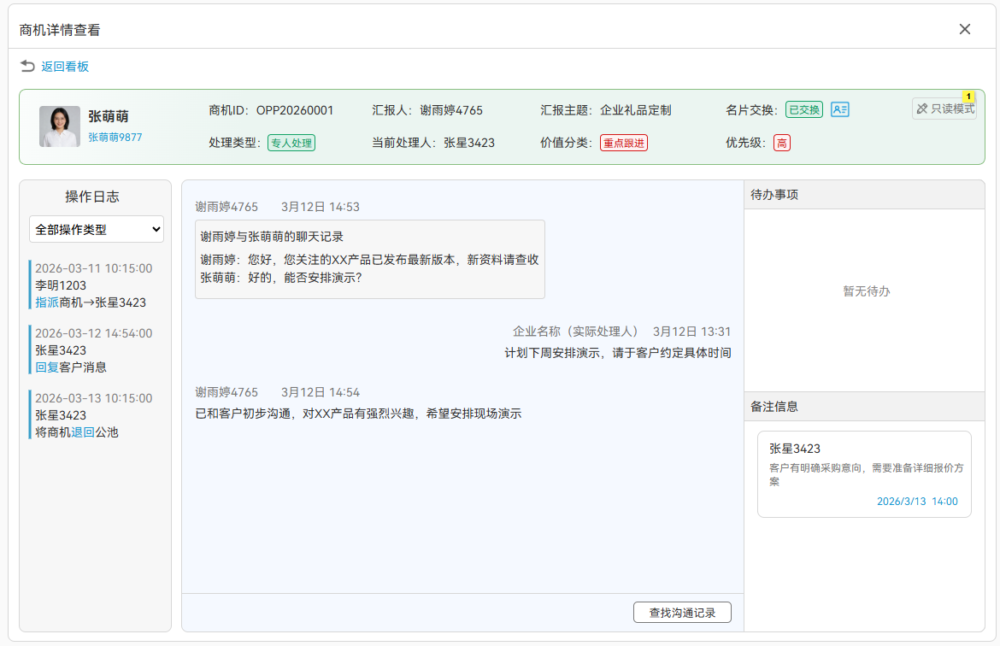 商机详情查看
返回看板
张萌萌
张萌萌9877
商机ID：OPP20260001
汇报人：谢雨婷4765
汇报主题：企业礼品定制
名片交换：已交换
1
只读模式
处理类型：专人处理
当前处理人：张星3423
价值分类：重点跟进
优先级：高
操作日志
全部操作类型
2026-03-11 10:15:00
李明1203
指派商机→张星3423
2026-03-12 14:54:00
张星3423
回复客户消息
2026-03-13 10:15:00
张星3423
将商机退回公池
谢雨婷4765 3月12日 14:53
谢雨婷与张萌萌的聊天记录
谢雨婷：您好，您关注的XX产品已发布最新版本，新资料请查收
张萌萌：好的，能否安排演示？
企业名称（实际处理人） 3月12日 13:31
计划下周安排演示，请于客户约定具体时间
谢雨婷4765 3月12日 14:54
已和客户初步沟通，对XX产品有强烈兴趣，希望安排现场演示
查找沟通记录
待办事项
暂无待办
备注信息
张星3423
客户有明确采购意向，需要准备详细报价方
案
2026/3/13 14:00